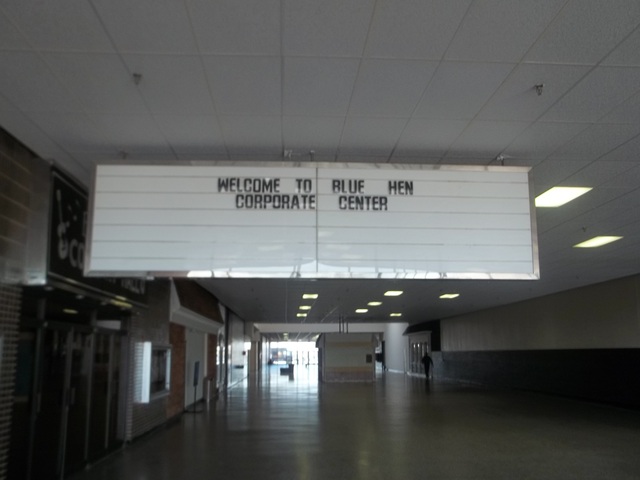 WELCOME TO BLUE HEN
CORPORATE CENTER